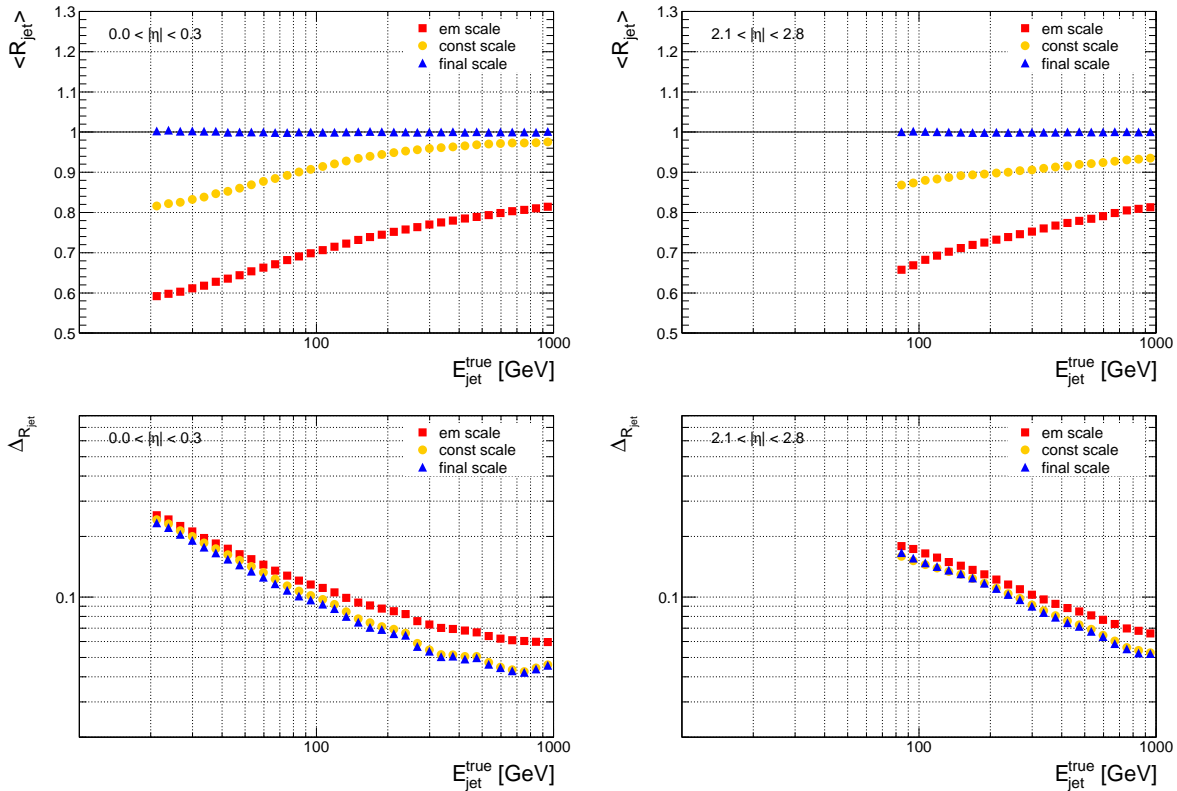 <R_jet>
1.3
1.2
1.1
1
0.9
0.8
0.7
0.6
0.5
0.0 < |η| < 0.3
em scale
const scale
final scale
100
1000
E_jet^true [GeV]
<R_jet>
1.3
1.2
1.1
1
0.9
0.8
0.7
0.6
0.5
2.1 < |η| < 2.8
em scale
const scale
final scale
100
1000
E_jet^true [GeV]
Δ_R_jet
0.1
0.0 < |η| < 0.3
em scale
const scale
final scale
100
1000
E_jet^true [GeV]
Δ_R_jet
0.1
2.1 < |η| < 2.8
em scale
const scale
final scale
100
1000
E_jet^true [GeV]